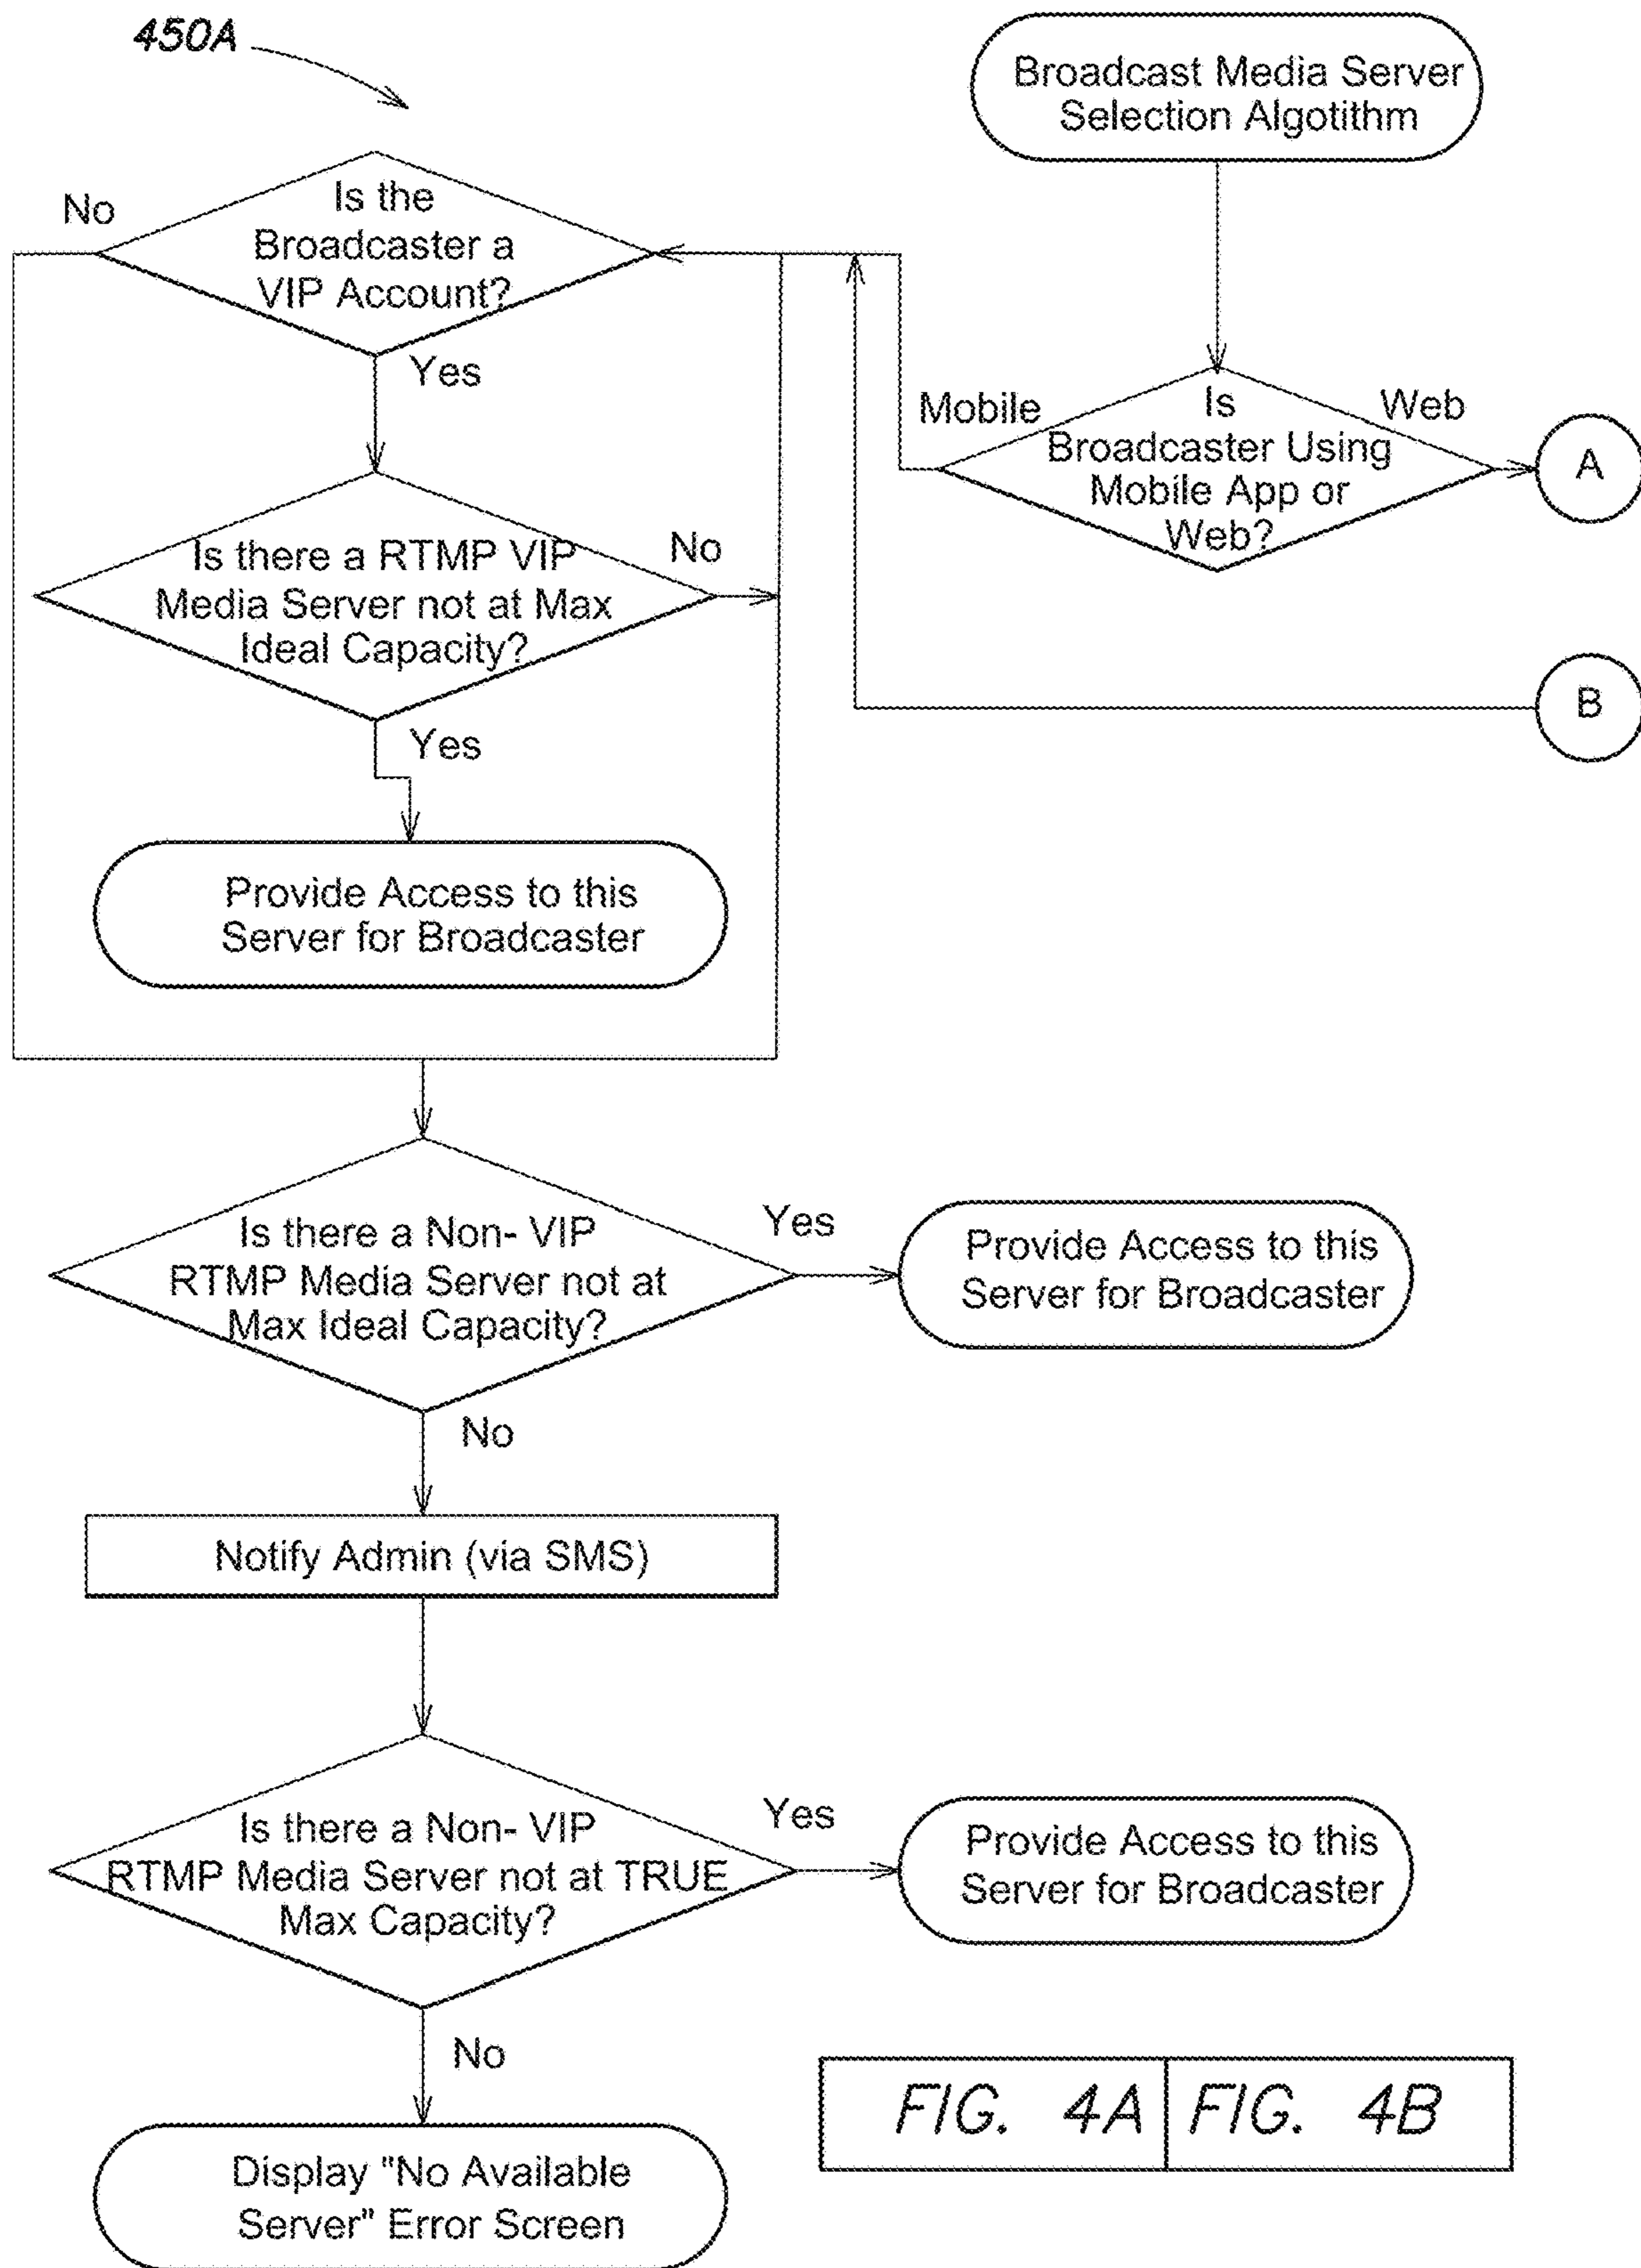 450A
Broadcast Media Server
Selection Algotithm
No
Is the
Broadcaster a
VIP Account?
Yes
Mobile
Is
Broadcaster Using
Mobile App or
Web?
Web
A
Is there a RTMP VIP
Media Server not at Max
Ideal Capacity?
No
B
Yes
Provide Access to this
Server for Broadcaster
Is there a Non- VIP
RTMP Media Server not at
Max Ideal Capacity?
Yes
Provide Access to this
Server for Broadcaster
No
Notify Admin (via SMS)
Is there a Non- VIP
RTMP Media Server not at TRUE
Max Capacity?
Yes
Provide Access to this
Server for Broadcaster
No
Display "No Available
Server" Error Screen
FIG. 4A
FIG. 4B